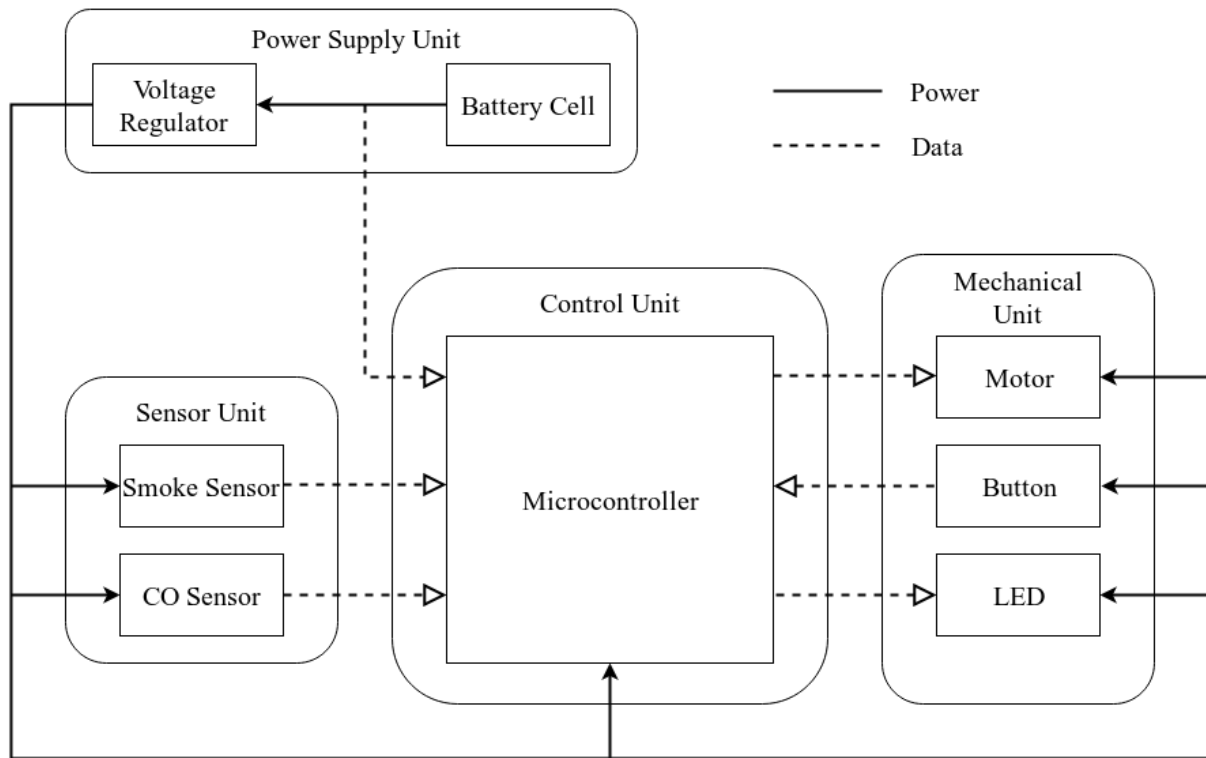 Power Supply Unit
Voltage
Regulator
Battery Cell
Power
Data
Control Unit
Mechanical
Unit
Motor
Sensor Unit
Smoke Sensor
Microcontroller
Button
CO Sensor
LED